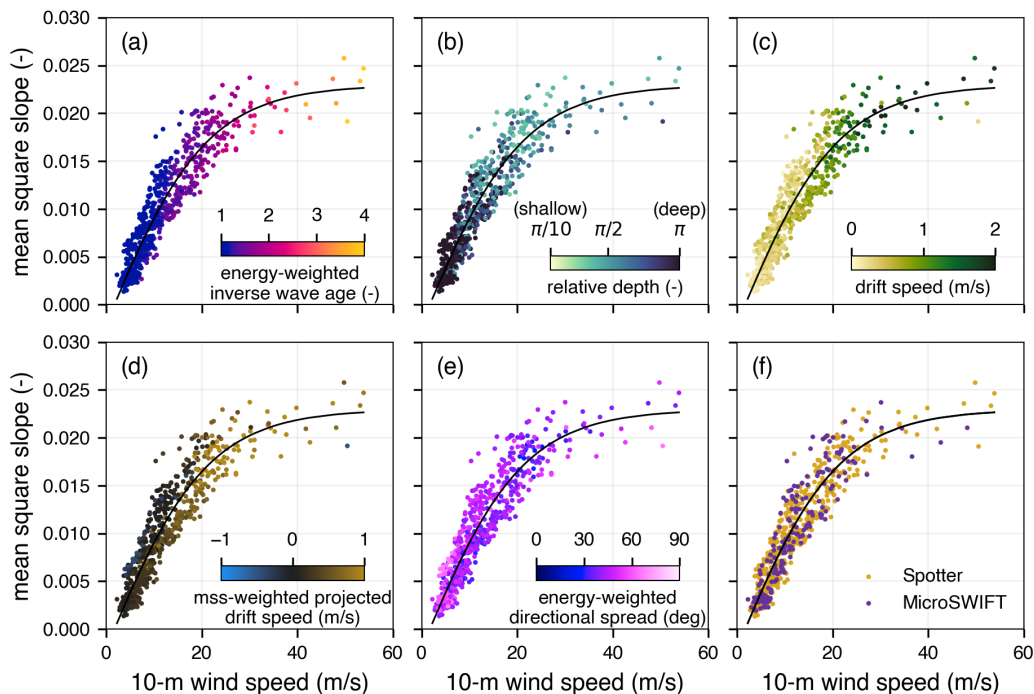 0.030
0.025
0.020
0.015
0.010
0.005
0.000
mean square slope (-)
(a)
1 2 3 4
energy-weighted
inverse wave age (-)
(b)
(shallow) (deep)
π/10 π/2 π
relative depth (-)
(c)
0 1 2
drift speed (m/s)
0.030
0.025
0.020
0.015
0.010
0.005
0.000
mean square slope (-)
(d)
−1 0 1
mss-weighted projected
drift speed (m/s)
0 20 40 60
10-m wind speed (m/s)
(e)
0 30 60 90
energy-weighted
directional spread (deg)
0 20 40 60
10-m wind speed (m/s)
(f)
Spotter
MicroSWIFT
0 20 40 60
10-m wind speed (m/s)